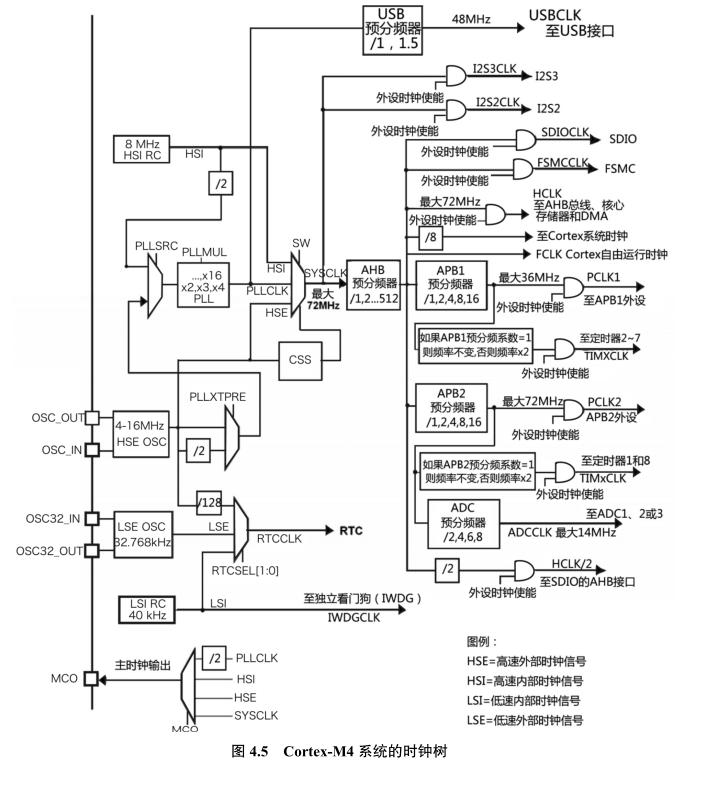 USB
预分频器
/1，1.5
48MHz
USBCLK
至USB接口
I2S3CLK
I2S3
外设时钟使能
I2S2CLK
I2S2
外设时钟使能
SDIOCLK
SDIO
外设时钟使能
FSMCCLK
FSMC
外设时钟使能
8 MHz
HSI RC
HSI
/2
最大72MHz
外设时钟使能
HCLK
至AHB总线、核心
存储器和DMA
/8
至Cortex系统时钟
FCLK Cortex自由运行时钟
PLLSRC
PLLMUL
...,x16
x2,x3,x4
PLL
SW
HSI
PLLCLK
HSE
SYSCLK
最大
72MHz
AHB
预分频器
/1,2...512
APB1
预分频器
/1,2,4,8,16
最大36MHz
外设时钟使能
PCLK1
至APB1外设
CSS
如果APB1预分频系数=1
则频率不变,否则频率x2
至定时器2~7
TIMXCLK
外设时钟使能
PLLXTPRE
OSC_OUT
OSC_IN
4-16MHz
HSE OSC
/2
APB2
预分频器
/1,2,4,8,16
最大72MHz
外设时钟使能
PCLK2
APB2外设
如果APB2预分频系数=1
则频率不变,否则频率x2
至定时器1和8
TIMxCLK
外设时钟使能
/128
OSC32_IN
OSC32_OUT
LSE OSC
32.768kHz
LSE
RTCCLK
RTC
RTCSEL[1:0]
ADC
预分频器
/2,4,6,8
至ADC1、2或3
ADCCLK 最大14MHz
/2
HCLK/2
至SDIO的AHB接口
外设时钟使能
LSI RC
40 kHz
LSI
至独立看门狗（IWDG）
IWDGCLK
MCO
主时钟输出
/2
PLLCLK
HSI
HSE
SYSCLK
MCO
图例：
HSE=高速外部时钟信号
HSI=高速内部时钟信号
LSI=低速内部时钟信号
LSE=低速外部时钟信号
图 4.5 Cortex-M4 系统的时钟树